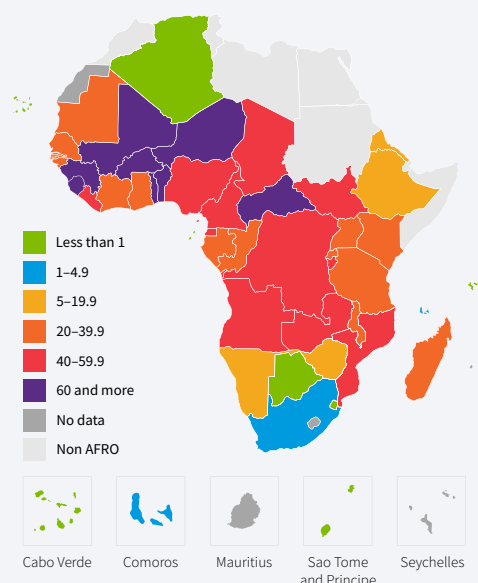 Less than 1
1–4.9
5–19.9
20–39.9
40–59.9
60 and more
No data
Non AFRO
Cabo Verde
Comoros
Mauritius
Sao Tome
and Principe
Seychelles